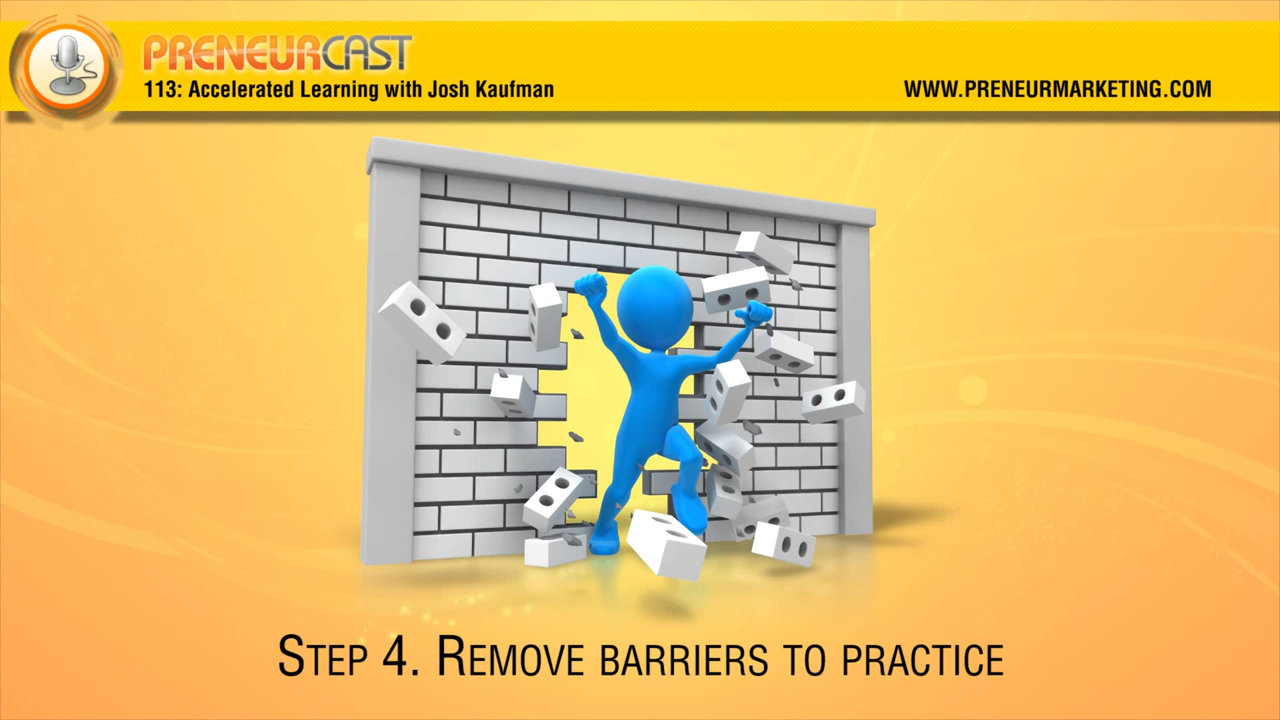 PRENEURCAST
113: Accelerated Learning with Josh Kaufman
WWW.PRENEURMARKETING.COM
STEP 4. REMOVE BARRIERS TO PRACTICE